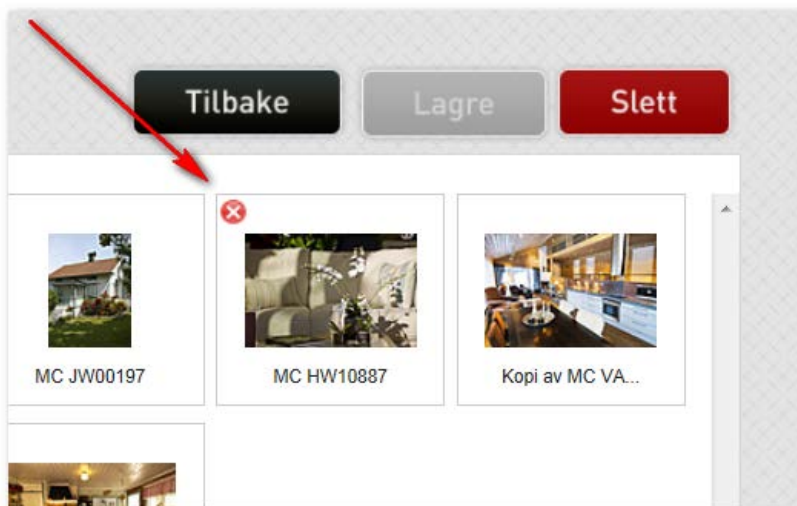 Tilbake
Lagre
Slett
MC JW00197
MC HW10887
Kopi av MC VA...